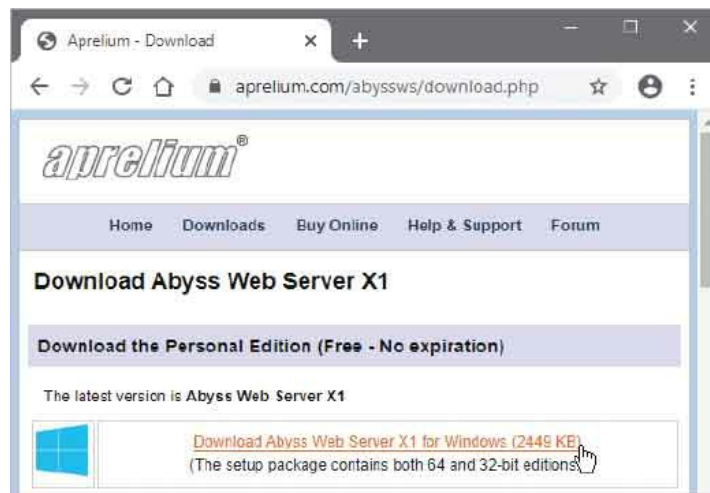 Aprelium - Download
aprelium.com/abyssws/download.php
aprelium®
Home Downloads Buy Online Help & Support Forum
Download Abyss Web Server X1
Download the Personal Edition (Free - No expiration)
The latest version is Abyss Web Server X1
Download Abyss Web Server X1 for Windows (2449 KB)
(The setup package contains both 64 and 32-bit editions